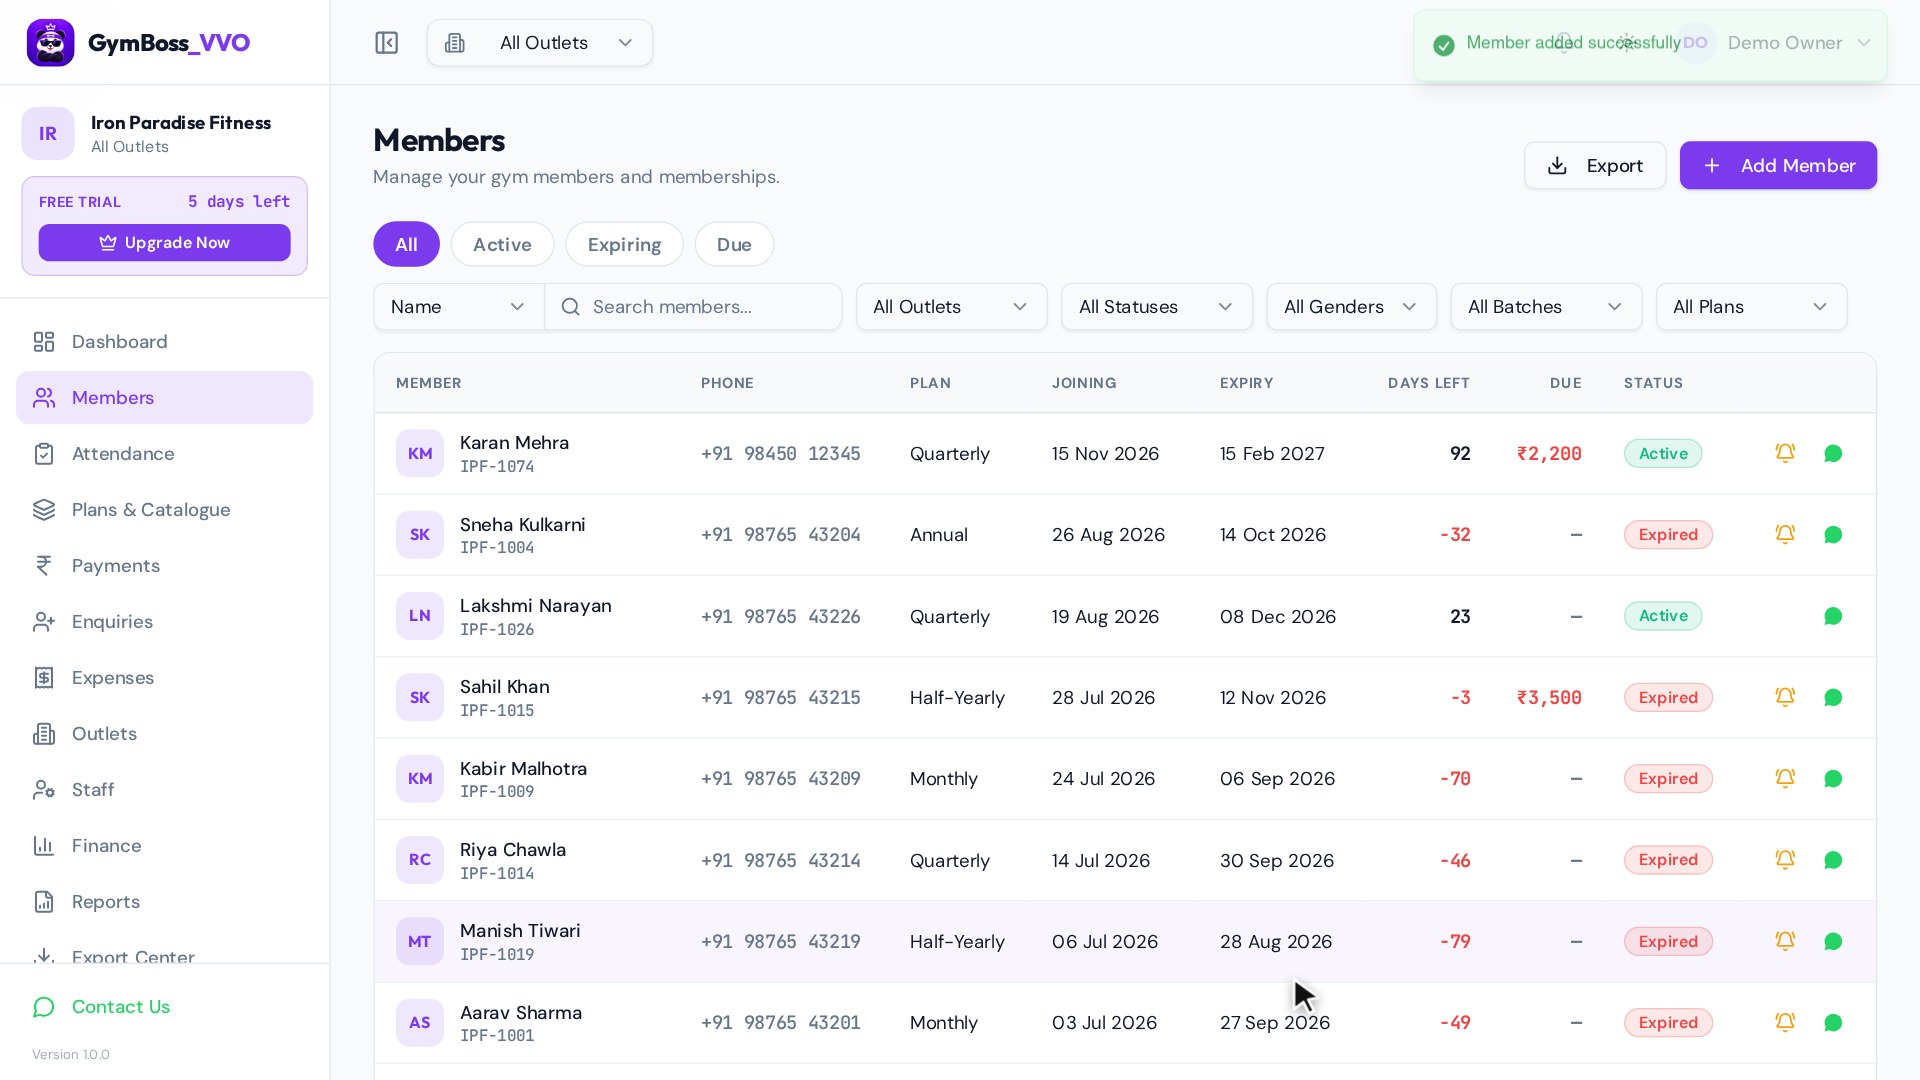 GymBoss_VVO
All Outlets
Member added successfully
DO
Demo Owner
IR
Iron Paradise Fitness
All Outlets
FREE TRIAL
5 days left
Upgrade Now
Dashboard
Members
Attendance
Plans & Catalogue
Payments
Enquiries
Expenses
Outlets
Staff
Finance
Reports
Export Center
Contact Us
Version 1.0.0
Members
Manage your gym members and memberships.
Export
Add Member
All
Active
Expiring
Due
Name
Search members...
All Outlets
All Statuses
All Genders
All Batches
All Plans
MEMBER PHONE PLAN JOINING EXPIRY DAYS LEFT DUE STATUS
KM Karan Mehra +91 98450 12345 Quarterly 15 Nov 2026 15 Feb 2027 92 ₹2,200 Active
IPF-1074
SK Sneha Kulkarni +91 98765 43204 Annual 26 Aug 2026 14 Oct 2026 -32 – Expired
IPF-1004
LN Lakshmi Narayan +91 98765 43226 Quarterly 19 Aug 2026 08 Dec 2026 23 – Active
IPF-1026
SK Sahil Khan +91 98765 43215 Half-Yearly 28 Jul 2026 12 Nov 2026 -3 ₹3,500 Expired
IPF-1015
KM Kabir Malhotra +91 98765 43209 Monthly 24 Jul 2026 06 Sep 2026 -70 – Expired
IPF-1009
RC Riya Chawla +91 98765 43214 Quarterly 14 Jul 2026 30 Sep 2026 -46 – Expired
IPF-1014
MT Manish Tiwari +91 98765 43219 Half-Yearly 06 Jul 2026 28 Aug 2026 -79 – Expired
IPF-1019
AS Aarav Sharma +91 98765 43201 Monthly 03 Jul 2026 27 Sep 2026 -49 – Expired
IPF-1001